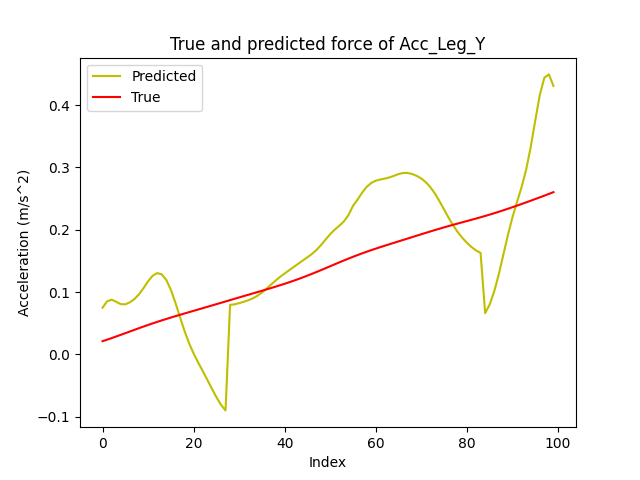 True and predicted force of Acc_Leg_Y
Predicted
True
Acceleration (m/s^2)
0.4
0.3
0.2
0.1
0.0
−0.1
0 20 40 60 80 100
Index